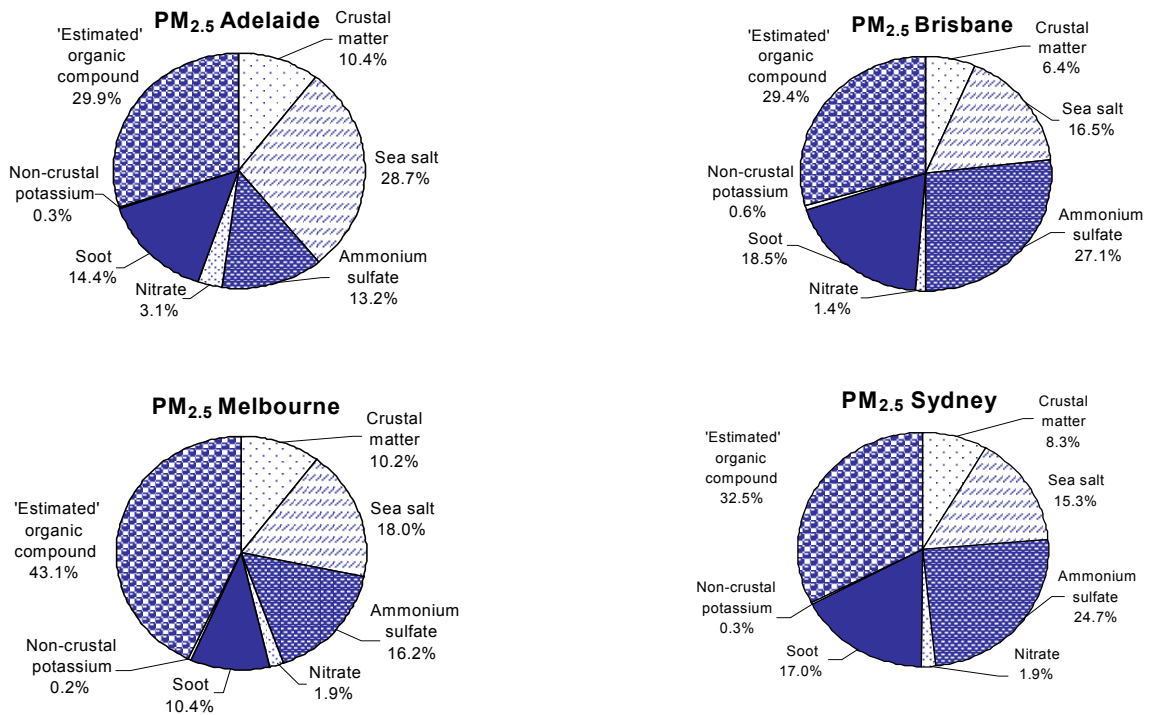 PM2.5 Adelaide
Crustal
matter
10.4%
Sea salt
28.7%
Ammonium
sulfate
13.2%
Nitrate
3.1%
Soot
14.4%
Non-crustal
potassium
0.3%
'Estimated'
organic
compound
29.9%
PM2.5 Brisbane
Crustal
matter
6.4%
Sea salt
16.5%
Ammonium
sulfate
27.1%
Nitrate
1.4%
Soot
18.5%
Non-crustal
potassium
0.6%
'Estimated'
organic
compound
29.4%
PM2.5 Melbourne
Crustal
matter
10.2%
Sea salt
18.0%
Ammonium
sulfate
16.2%
Nitrate
1.9%
Soot
10.4%
Non-crustal
potassium
0.2%
'Estimated'
organic
compound
43.1%
PM2.5 Sydney
Crustal
matter
8.3%
Sea salt
15.3%
Ammonium
sulfate
24.7%
Nitrate
1.9%
Soot
17.0%
Non-crustal
potassium
0.3%
'Estimated'
organic
compound
32.5%